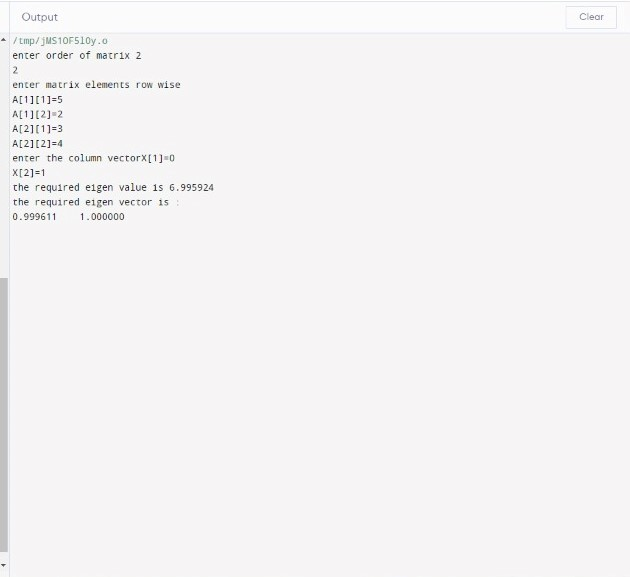 Output
Clear
/tmp/jMS1OF5lOy.o
enter order of matrix 2
2
enter matrix elements row wise
A[1][1]=5
A[1][2]=2
A[2][1]=3
A[2][2]=4
enter the column vectorX[1]=0
X[2]=1
the required eigen value is 6.995924
the required eigen vector is :
0.999611 1.000000